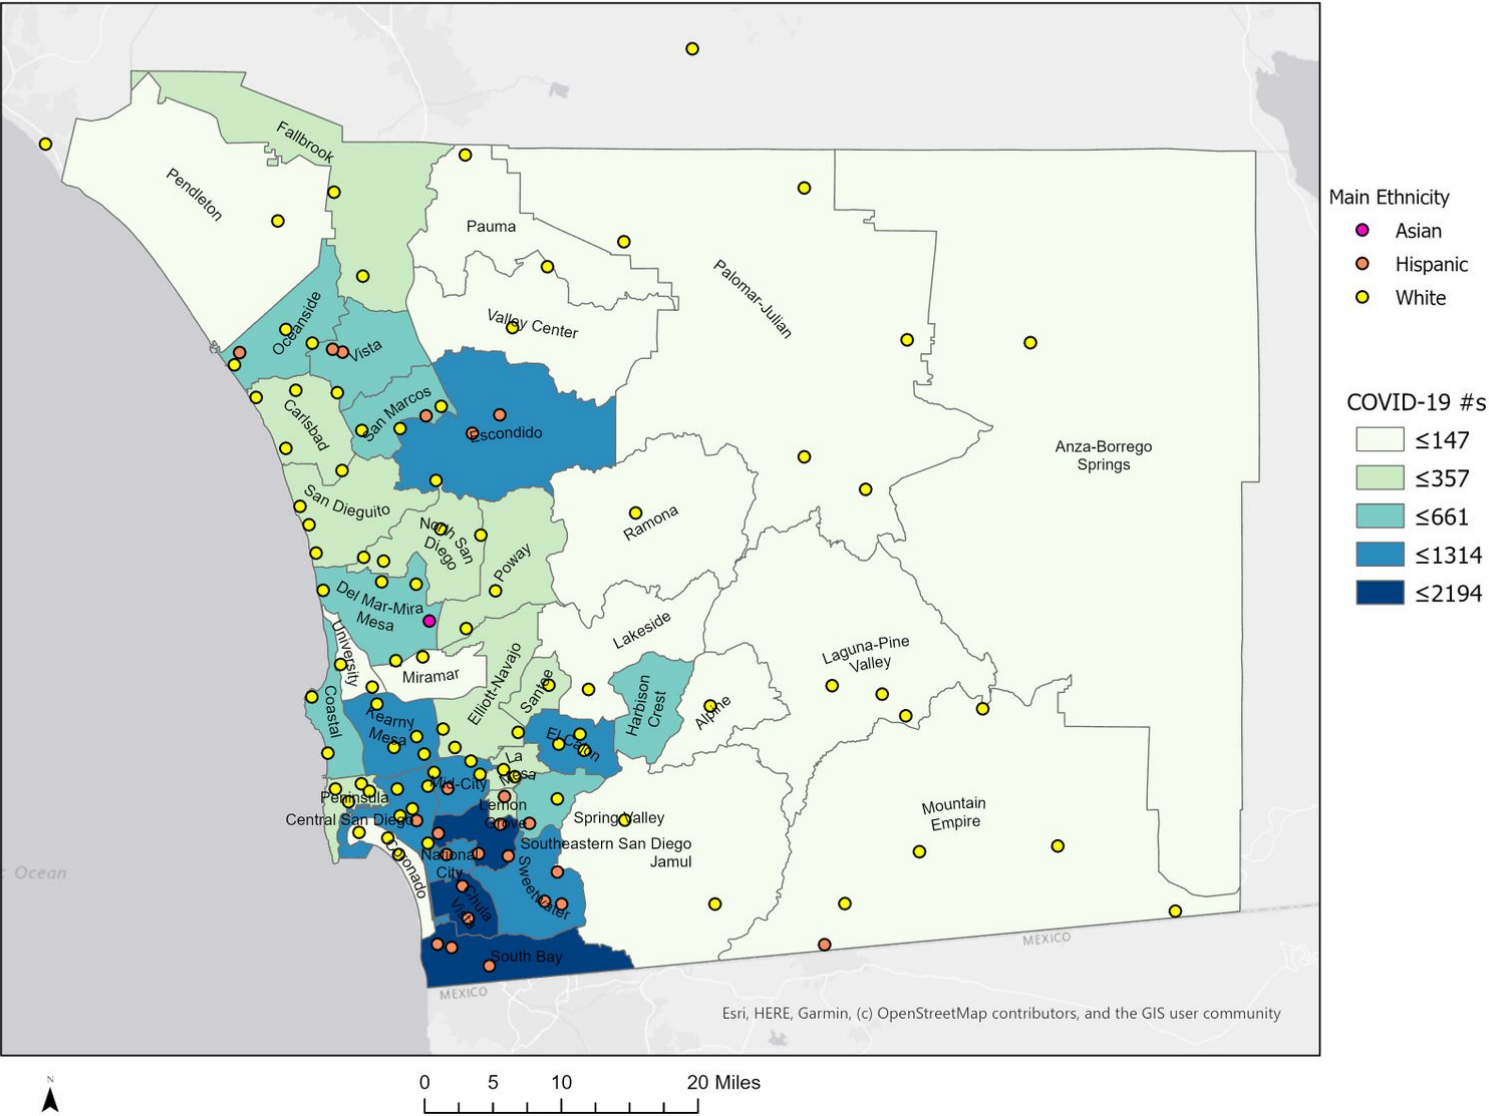 Fallbrook
Pendleton
Pauma
Palomar-Julian
Valley Center
Oceanside
Vista
San Marcos
Carlsbad
Escondido
Anza-Borrego
Springs
San Dieguito
North San
Diego
Ramona
Poway
Del Mar-Mira
Mesa
Lakeside
University
Miramar
Elliott-Navajo
Santee
Harbison
Crest
Alpine
Laguna-Pine
Valley
Coastal
Kearny
Mesa
El Cajon
La
Mesa
Mid-City
Peninsula
Lemon
Grove
Central San Diego
Spring Valley
Mountain
Empire
Southeastern San Diego
Jamul
National
City
Coronado
Sweetwater
Chula
Vista
South Bay
c Ocean
MEXICO
MEXICO
Esri, HERE, Garmin, (c) OpenStreetMap contributors, and the GIS user community
Main Ethnicity
Asian
Hispanic
White
COVID-19 #s
≤147
≤357
≤661
≤1314
≤2194
N
0 5 10 20 Miles